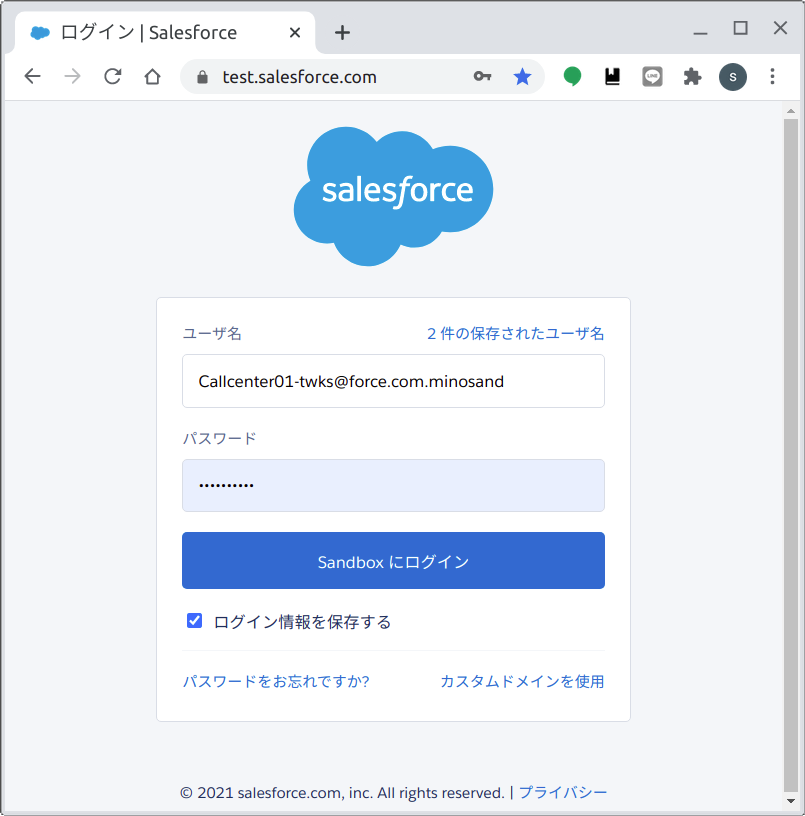 ログイン | Salesforce
test.salesforce.com
LINE
S
salesforce
ユーザ名
2 件の保存されたユーザ名
Callcenter01-twks@force.com.minosand
パスワード
••••••••••
Sandbox にログイン
ログイン情報を保存する
パスワードをお忘れですか?
カスタムドメインを使用
© 2021 salesforce.com, inc. All rights reserved. | プライバシー